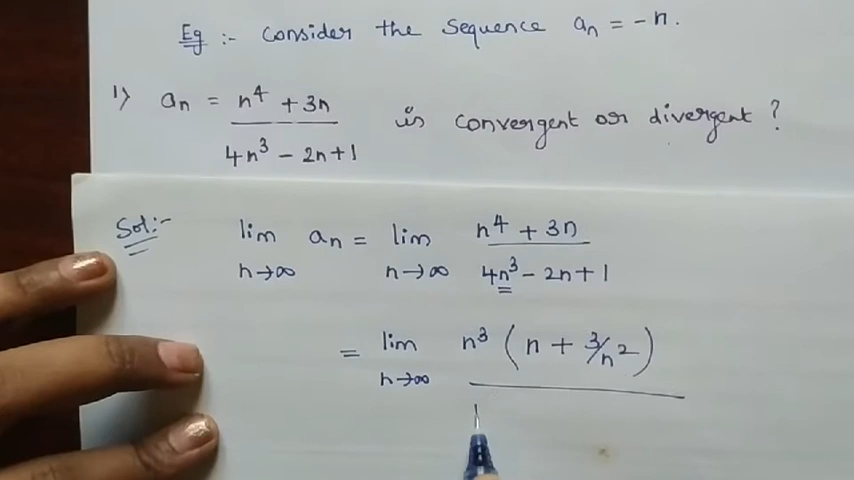 Eg :- Consider the Sequence aₙ = -n.
1) aₙ = n⁴ + 3n / 4n³ - 2n + 1 is convergent or divergent ?
Sol:- lim n→∞ aₙ = lim n→∞ n⁴ + 3n / 4n³ - 2n + 1
= lim n→∞ n³ (n + 3/n²)